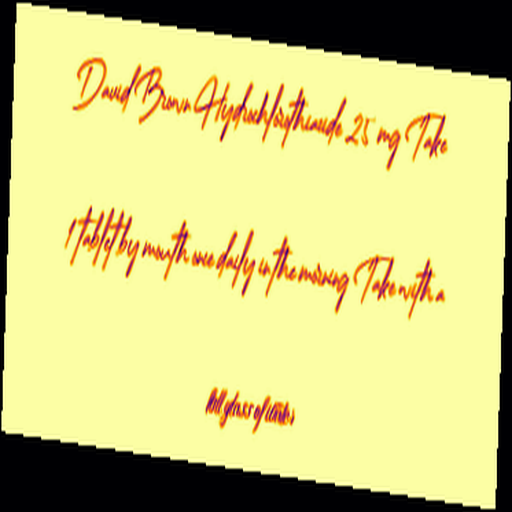 David Brown Hydrochlorothiazide 25 mg Take
1 tablet by mouth once daily in the morning Take with a
full glass of water